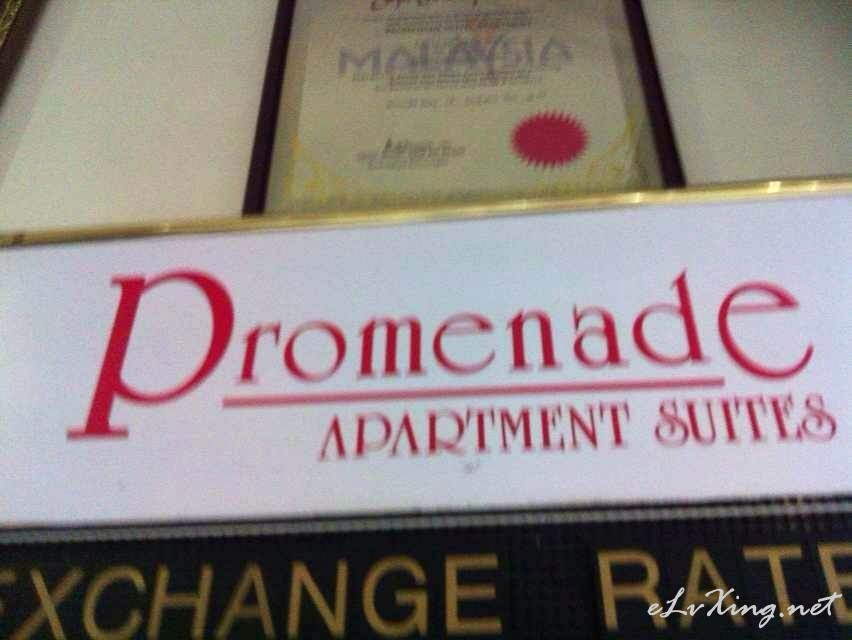 MALAYSIA
Promenade
APARTMENT SUITES
EXCHANGE RATE
eLvXing.net